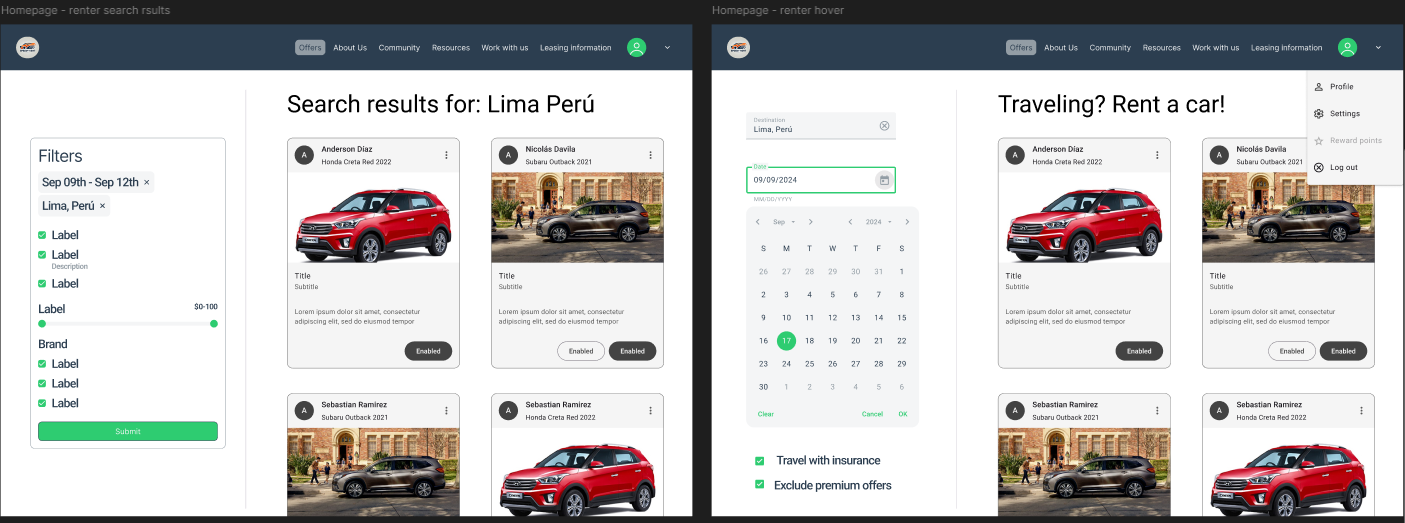 Homepage - renter search rsults
Offers About Us Community Resources Work with us Leasing information
Search results for: Lima Perú
Filters
Sep 09th - Sep 12th ×
Lima, Perú ×
Label
Label
Description
Label
Label $0-100
Brand
Label
Label
Label
Submit
A Anderson Díaz
Honda Creta Red 2022
Title
Subtitle
Lorem ipsum dolor sit amet, consectetur
adipiscing elit, sed do eiusmod tempor
Enabled
A Nicolás Davila
Subaru Outback 2021
Title
Subtitle
Lorem ipsum dolor sit amet, consectetur
adipiscing elit, sed do eiusmod tempor
Enabled Enabled
A Sebastian Ramírez
Subaru Outback 2021
A Sebastian Ramírez
Honda Creta Red 2022
Homepage - renter hover
Offers About Us Community Resources Work with us Leasing information
Profile
Settings
Reward points
Log out
Traveling? Rent a car!
Destination
Lima, Perú
Date
09/09/2024
MM/DD/YYYY
Sep 2024
S M T W T F S
26 27 28 29 30 31 1
2 3 4 5 6 7 8
9 10 11 12 13 14 15
16 17 18 19 20 21 22
23 24 25 26 27 28 29
30 1 2 3 4 5 6
Clear Cancel OK
Travel with insurance
Exclude premium offers
A Anderson Díaz
Honda Creta Red 2022
Title
Subtitle
Lorem ipsum dolor sit amet, consectetur
adipiscing elit, sed do eiusmod tempor
Enabled
A Nicolás Davila
Subaru Outback 2021
Title
Subtitle
Lorem ipsum dolor sit amet, consectetur
adipiscing elit, sed do eiusmod tempor
Enabled Enabled
A Sebastian Ramírez
Subaru Outback 2021
A Sebastian Ramírez
Honda Creta Red 2022